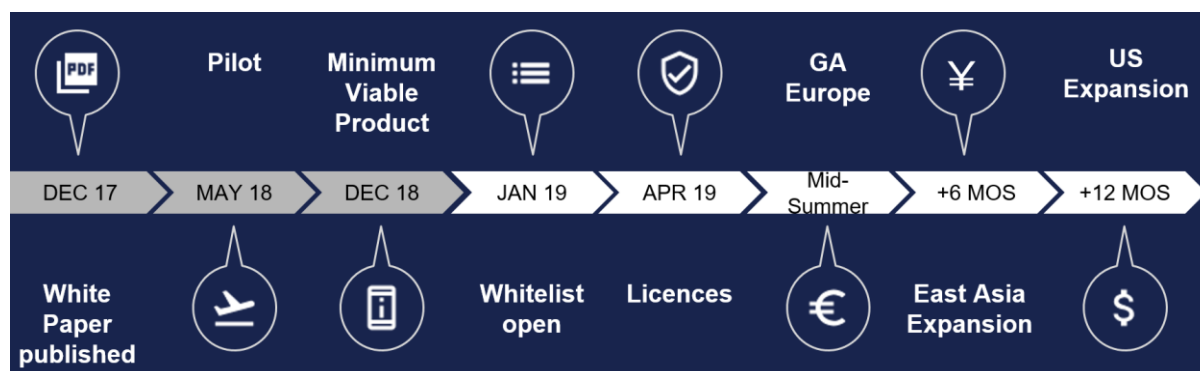 PDF
Pilot
Minimum
Viable
Product
GA
Europe
¥
US
Expansion
DEC 17
MAY 18
DEC 18
JAN 19
APR 19
Mid-
Summer
+6 MOS
+12 MOS
White
Paper
published
i
Whitelist
open
Licences
€
East Asia
Expansion
$